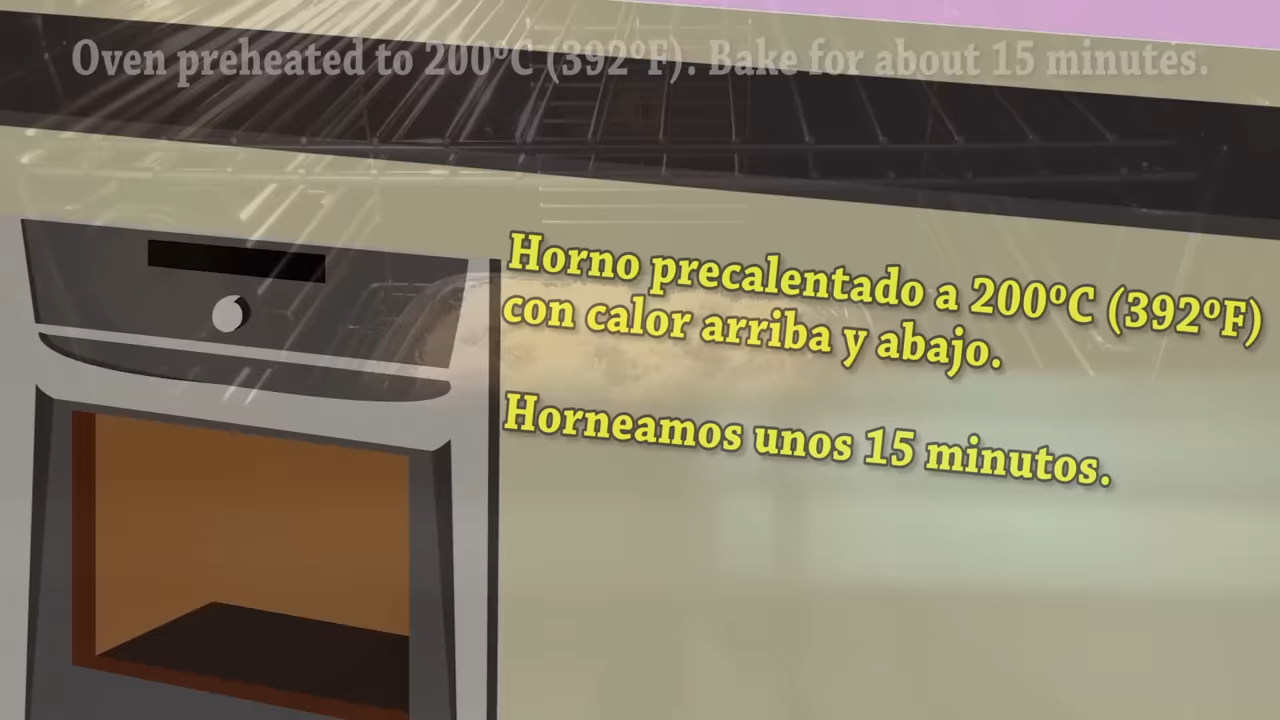 Oven preheated to 200ºC (392ºF). Bake for about 15 minutes.
Horno precalentado a 200ºC (392ºF)
con calor arriba y abajo.
Horneamos unos 15 minutos.